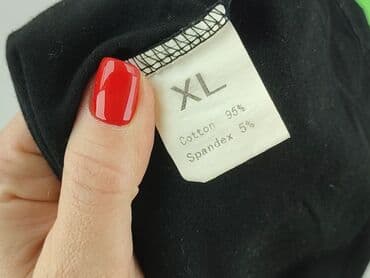 XL
Cotton 95%
Spandex 5%